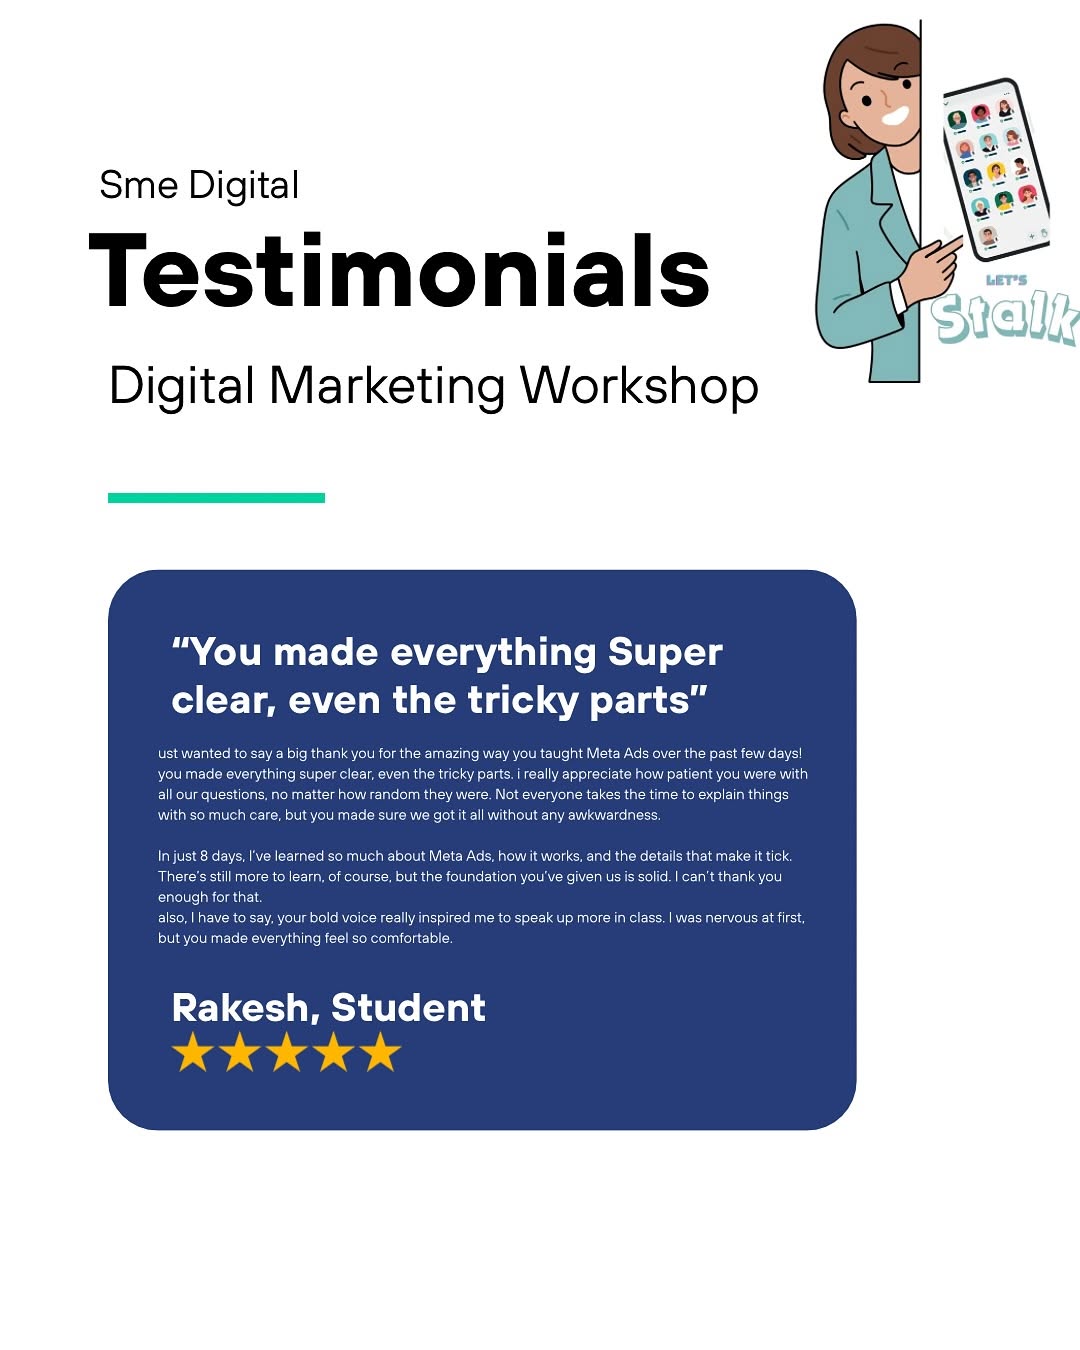 Sme Digital
Testimonials
Digital Marketing Workshop
LET'S
Stalk
“You made everything Super
clear, even the tricky parts”
ust wanted to say a big thank you for the amazing way you taught Meta Ads over the past few days!
you made everything super clear, even the tricky parts. i really appreciate how patient you were with
all our questions, no matter how random they were. Not everyone takes the time to explain things
with so much care, but you made sure we got it all without any awkwardness.
In just 8 days, I’ve learned so much about Meta Ads, how it works, and the details that make it tick.
There’s still more to learn, of course, but the foundation you’ve given us is solid. I can’t thank you
enough for that.
also, I have to say, your bold voice really inspired me to speak up more in class. I was nervous at first,
but you made everything feel so comfortable.
Rakesh, Student